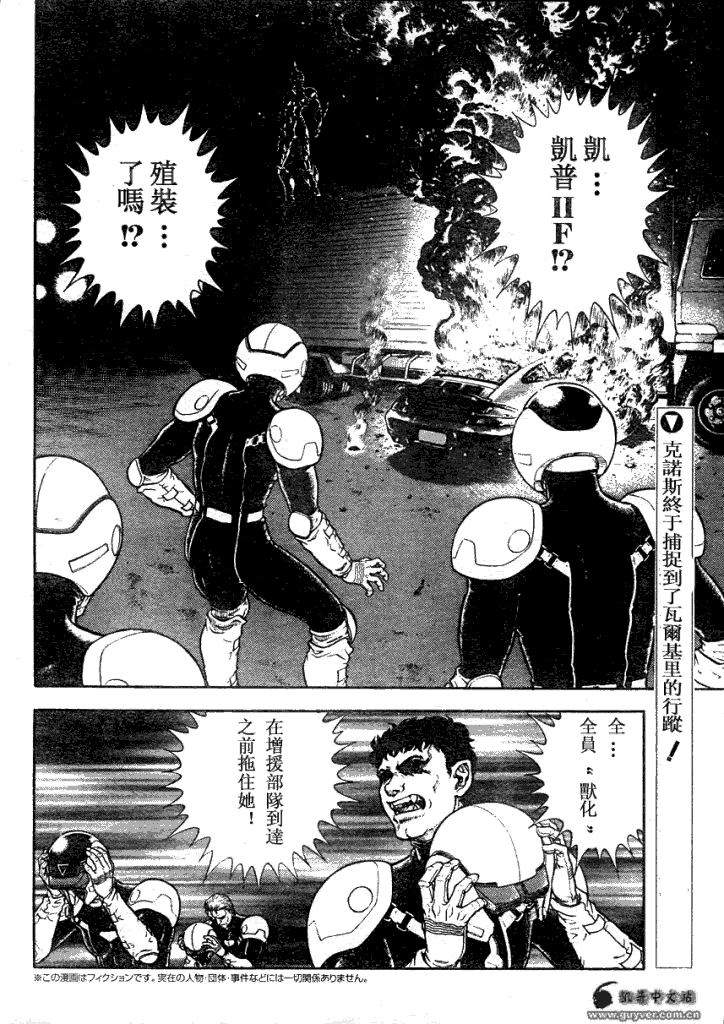 凱…
凱普IIF!?
殖裝…
了嗎!?
克諾斯終于捕捉到了瓦爾基里的行蹤！
全…
全員“獸化”
在增援部隊到達
之前拖住她！
※この漫画はフィクションです。実在の人物・団体・事件などには一切関係ありません。
凱普中文站
www.guyver.com.cn